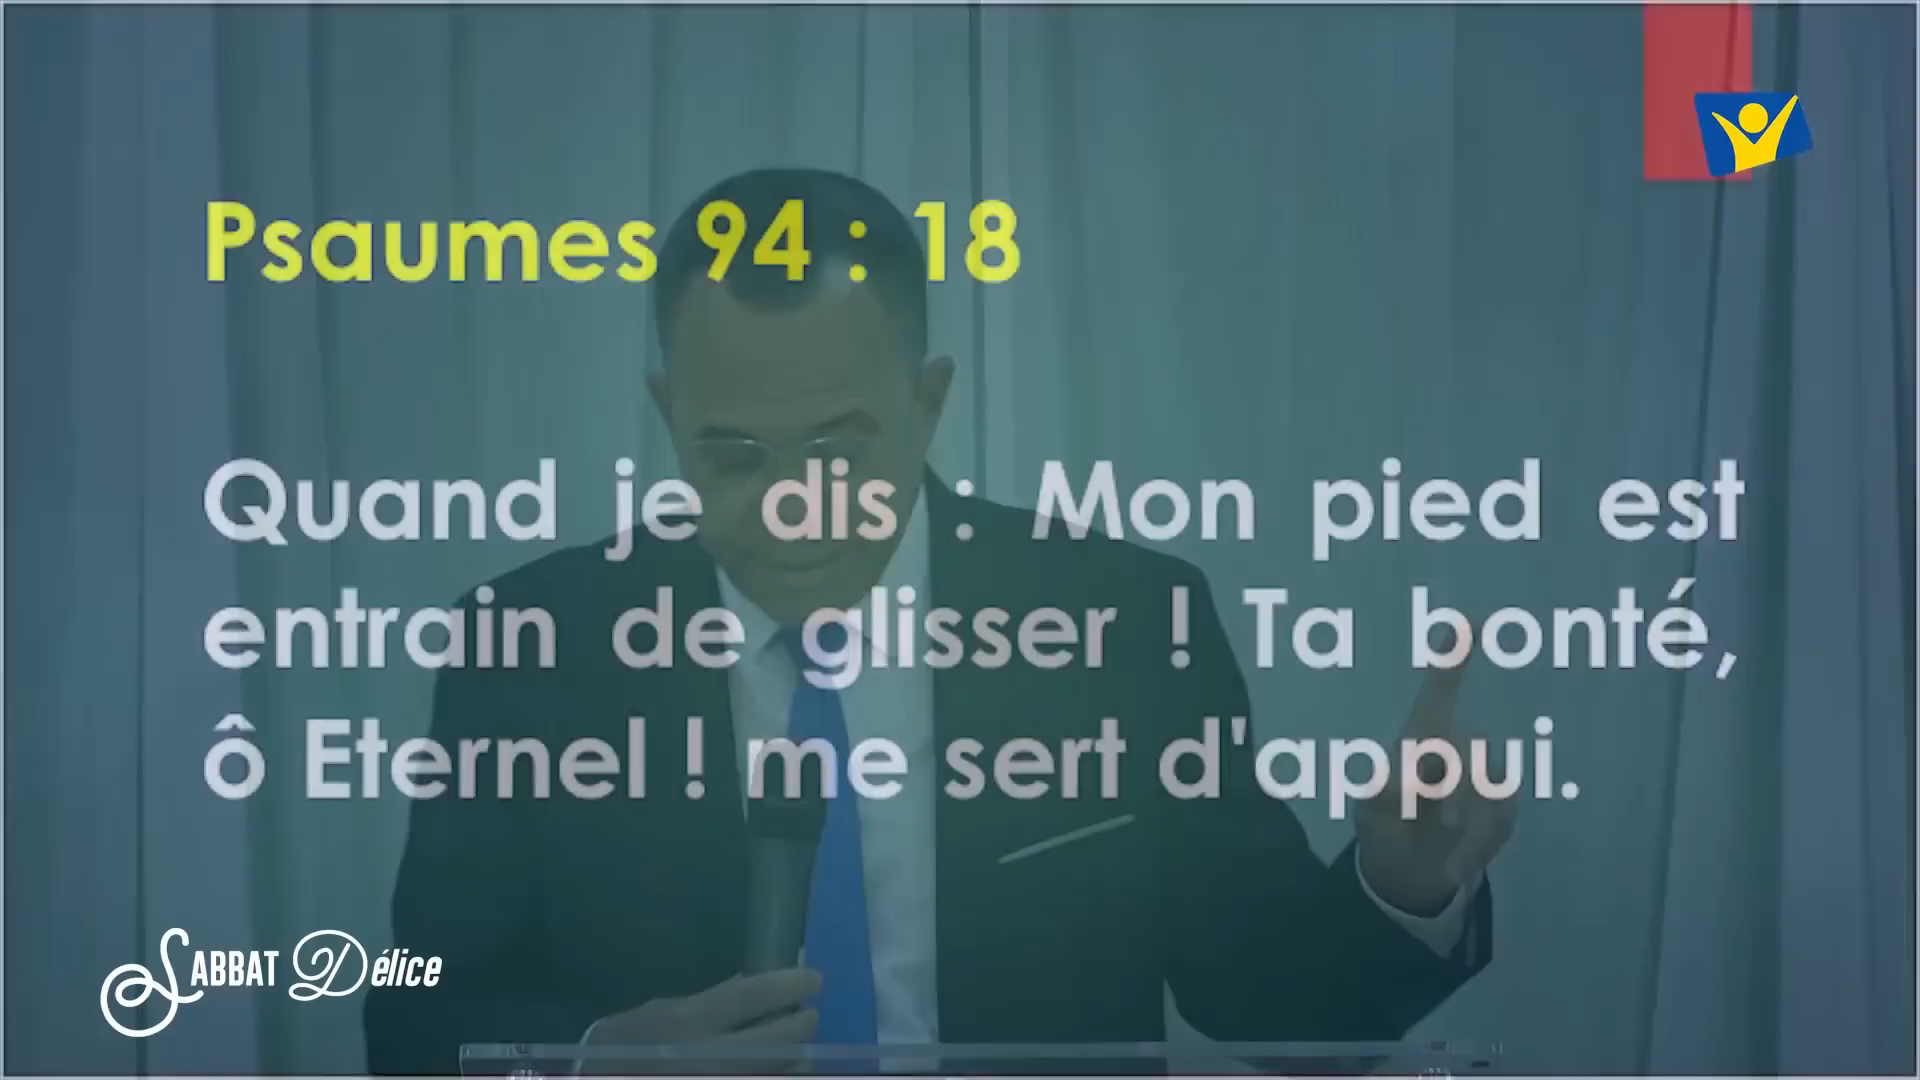 Psaumes 94 : 18
Quand je dis : Mon pied est
entrain de glisser ! Ta bonté,
ô Eternel ! me sert d'appui.
SABBAT Délice